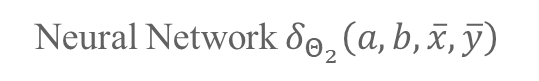 Neural Network δ_Θ₂(a, b, x̄, ȳ)